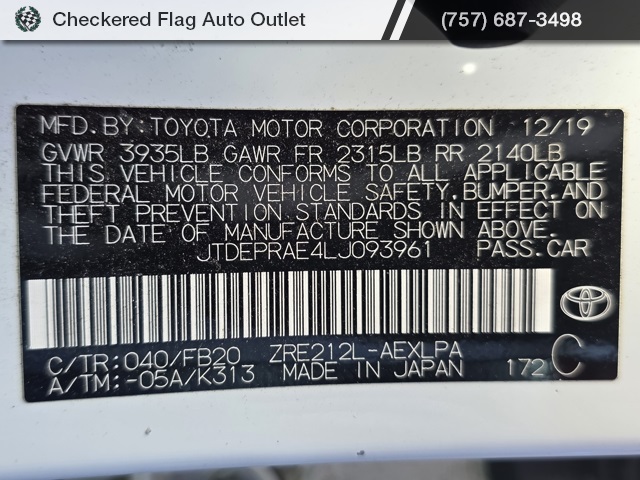 Checkered Flag Auto Outlet (757) 687-3498
MFD. BY: TOYOTA MOTOR CORPORATION 12/19
GVWR 3935LB GAWR FR 2315LB RR 2140LB
THIS VEHICLE CONFORMS TO ALL APPLICABLE
FEDERAL MOTOR VEHICLE SAFETY, BUMPER, AND
THEFT PREVENTION STANDARDS IN EFFECT ON
THE DATE OF MANUFACTURE SHOWN ABOVE.
JTDEPRAE4LJ093961 PASS. CAR
C/TR: 040/FB20 ZRE212L-AEXLPA
A/TM: -05A/K313 MADE IN JAPAN 172 C